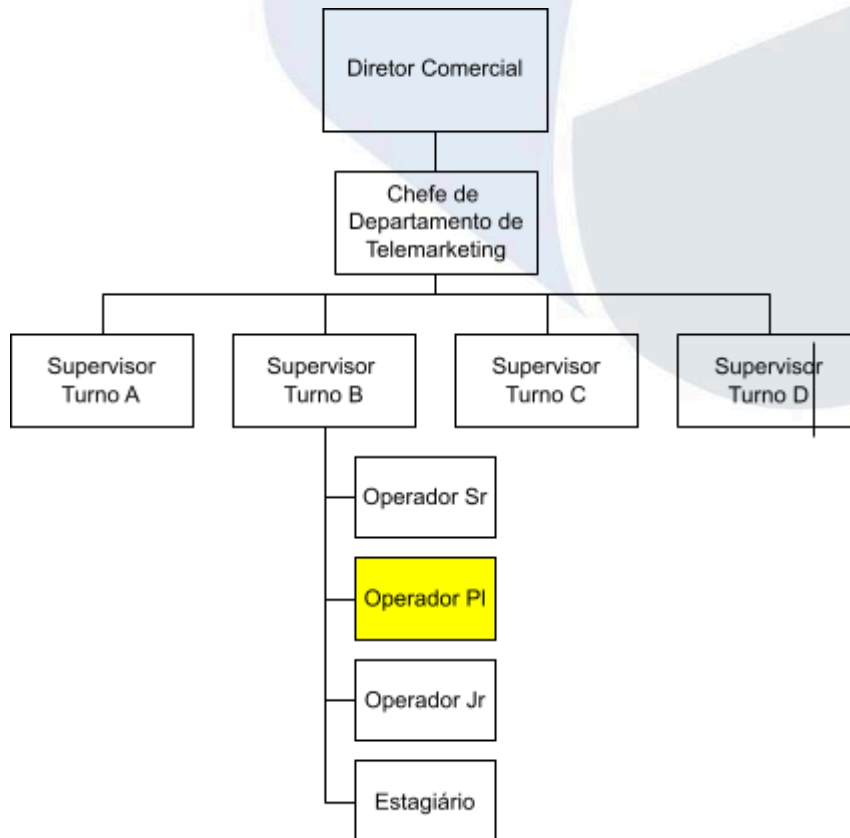 Diretor Comercial
Chefe de
Departamento de
Telemarketing
Supervisor
Turno A
Supervisor
Turno B
Supervisor
Turno C
Supervisor
Turno D
Operador Sr
Operador Pl
Operador Jr
Estagiário